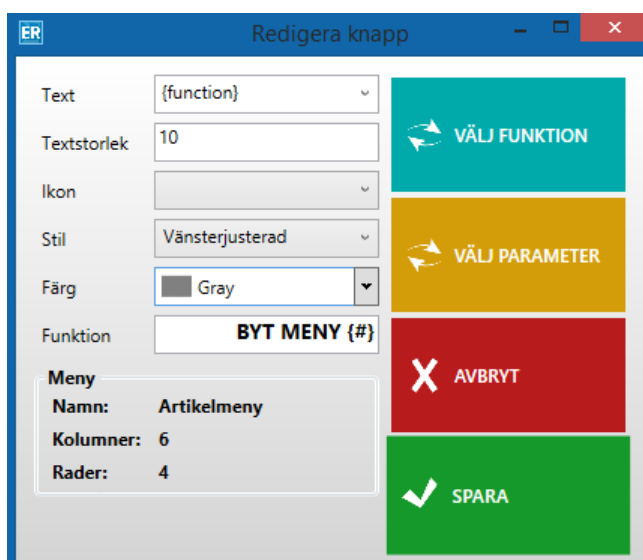 ER Redigera knapp
Text {function}
Textstorlek 10
Ikon
Stil Vänsterjusterad
Färg Gray
Funktion BYT MENY {#}
Meny
Namn: Artikelmeny
Kolumner: 6
Rader: 4
VÄLJ FUNKTION
VÄLJ PARAMETER
AVBRYT
SPARA